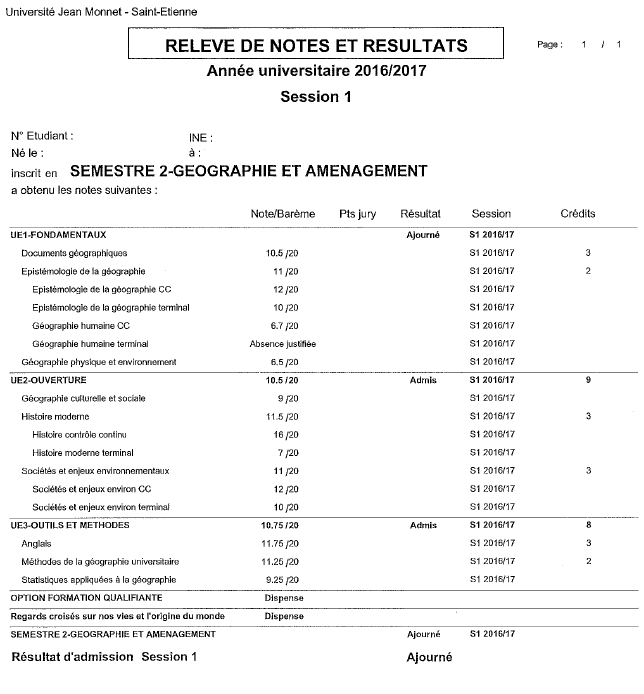 Université Jean Monnet - Saint-Etienne
RELEVE DE NOTES ET RESULTATS
Page : 1 / 1
Année universitaire 2016/2017
Session 1
N° Etudiant :
INE :
Né le :
à :
inscrit en SEMESTRE 2-GEOGRAPHIE ET AMENAGEMENT
a obtenu les notes suivantes :
Note/Barème Pts jury Résultat Session Crédits
UE1-FONDAMENTAUX Ajourné S1 2016/17
Documents géographiques 10.5 /20 S1 2016/17 3
Epistémologie de la géographie 11 /20 S1 2016/17 2
Epistémologie de la géographie CC 12 /20 S1 2016/17
Epistémologie de la géographie terminal 10 /20 S1 2016/17
Géographie humaine CC 6.7 /20 S1 2016/17
Géographie humaine terminal Absence justifiée S1 2016/17
Géographie physique et environnement 6.5 /20 S1 2016/17
UE2-OUVERTURE 10.5 /20 Admis S1 2016/17 9
Géographie culturelle et sociale 9 /20 S1 2016/17
Histoire moderne 11.5 /20 S1 2016/17 3
Histoire contrôle continu 16 /20 S1 2016/17
Histoire moderne terminal 7 /20 S1 2016/17
Sociétés et enjeux environnementaux 11 /20 S1 2016/17 3
Sociétés et enjeux environ CC 12 /20 S1 2016/17
Sociétés et enjeux environ terminal 10 /20 S1 2016/17
UE3-OUTILS ET METHODES 10.75 /20 Admis S1 2016/17 8
Anglais 11.75 /20 S1 2016/17 3
Méthodes de la géographie universitaire 11.25 /20 S1 2016/17 2
Statistiques appliquées à la géographie 9.25 /20 S1 2016/17
OPTION FORMATION QUALIFIANTE Dispense
Regards croisés sur nos vies et l'origine du monde Dispense
SEMESTRE 2-GEOGRAPHIE ET AMENAGEMENT Ajourné S1 2016/17
Résultat d'admission Session 1 Ajourné